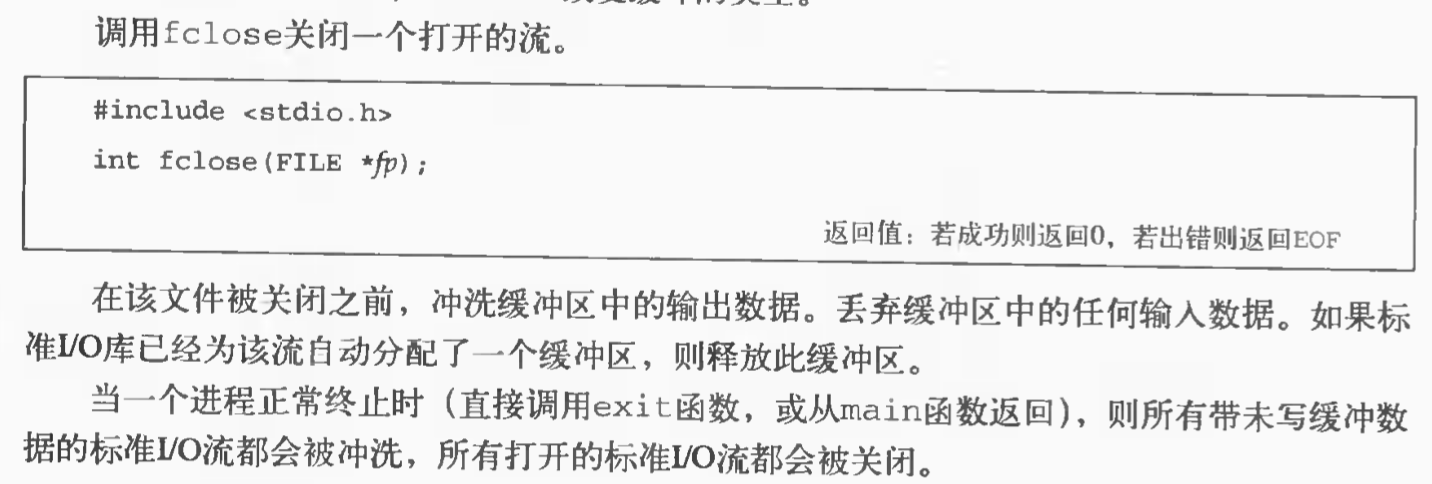 调用fclose关闭一个打开的流。
#include <stdio.h>
int fclose(FILE *fp);
返回值：若成功则返回0，若出错则返回EOF
在该文件被关闭之前，冲洗缓冲区中的输出数据。丢弃缓冲区中的任何输入数据。如果标
准I/O库已经为该流自动分配了一个缓冲区，则释放此缓冲区。
当一个进程正常终止时（直接调用exit函数，或从main函数返回），则所有带未写缓冲数
据的标准I/O流都会被冲洗，所有打开的标准I/O流都会被关闭。